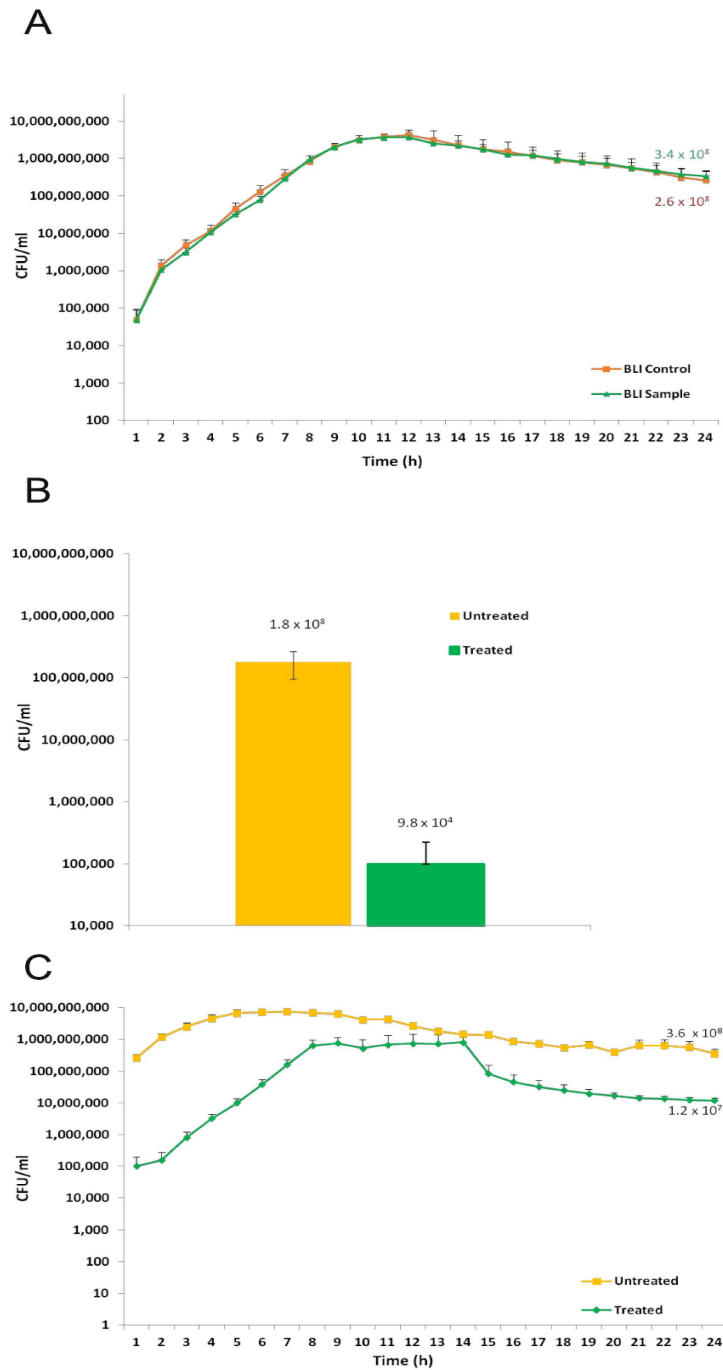 A
10,000,000,000
1,000,000,000
100,000,000
10,000,000
1,000,000
100,000
10,000
1,000
100
CFU/ml
3.4 x 10⁸
2.6 x 10⁸
BLI Control
BLI Sample
1 2 3 4 5 6 7 8 9 10 11 12 13 14 15 16 17 18 19 20 21 22 23 24
Time (h)
B
10,000,000,000
1,000,000,000
100,000,000
10,000,000
1,000,000
100,000
10,000
CFU/ml
1.8 x 10⁸
Untreated
Treated
9.8 x 10⁴
C
10,000,000,000
1,000,000,000
100,000,000
10,000,000
1,000,000
100,000
10,000
1,000
100
10
1
CFU/ml
3.6 x 10⁸
1.2 x 10⁷
Untreated
Treated
1 2 3 4 5 6 7 8 9 10 11 12 13 14 15 16 17 18 19 20 21 22 23 24
Time (h)